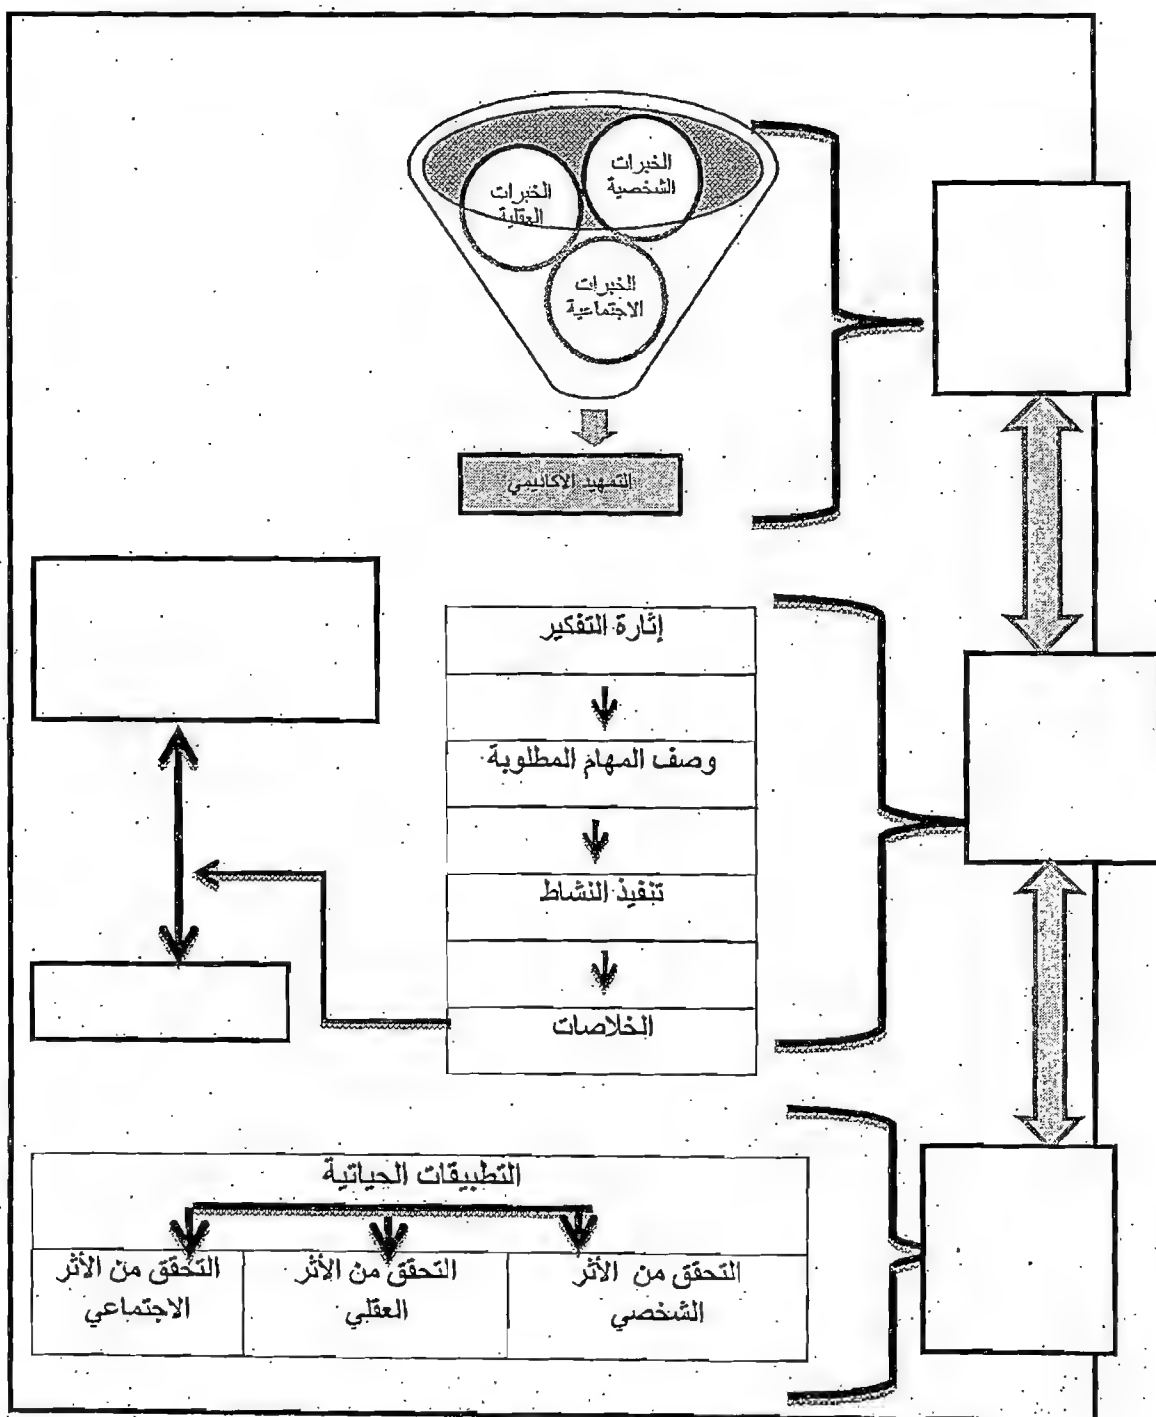 الخبرات
الشخصية
الخبرات
العقلية
الخبرات
الاجتماعية
التمهيد الاكاديمي
إثارة التفكير
وصف المهام المطلوبة
تنفيذ النشاط
الخلاصات
التطبيقات الحياتية
التحقق من الأثر
الشخصي
التحقق من الأثر
العقلي
التحقق من الأثر
الاجتماعي